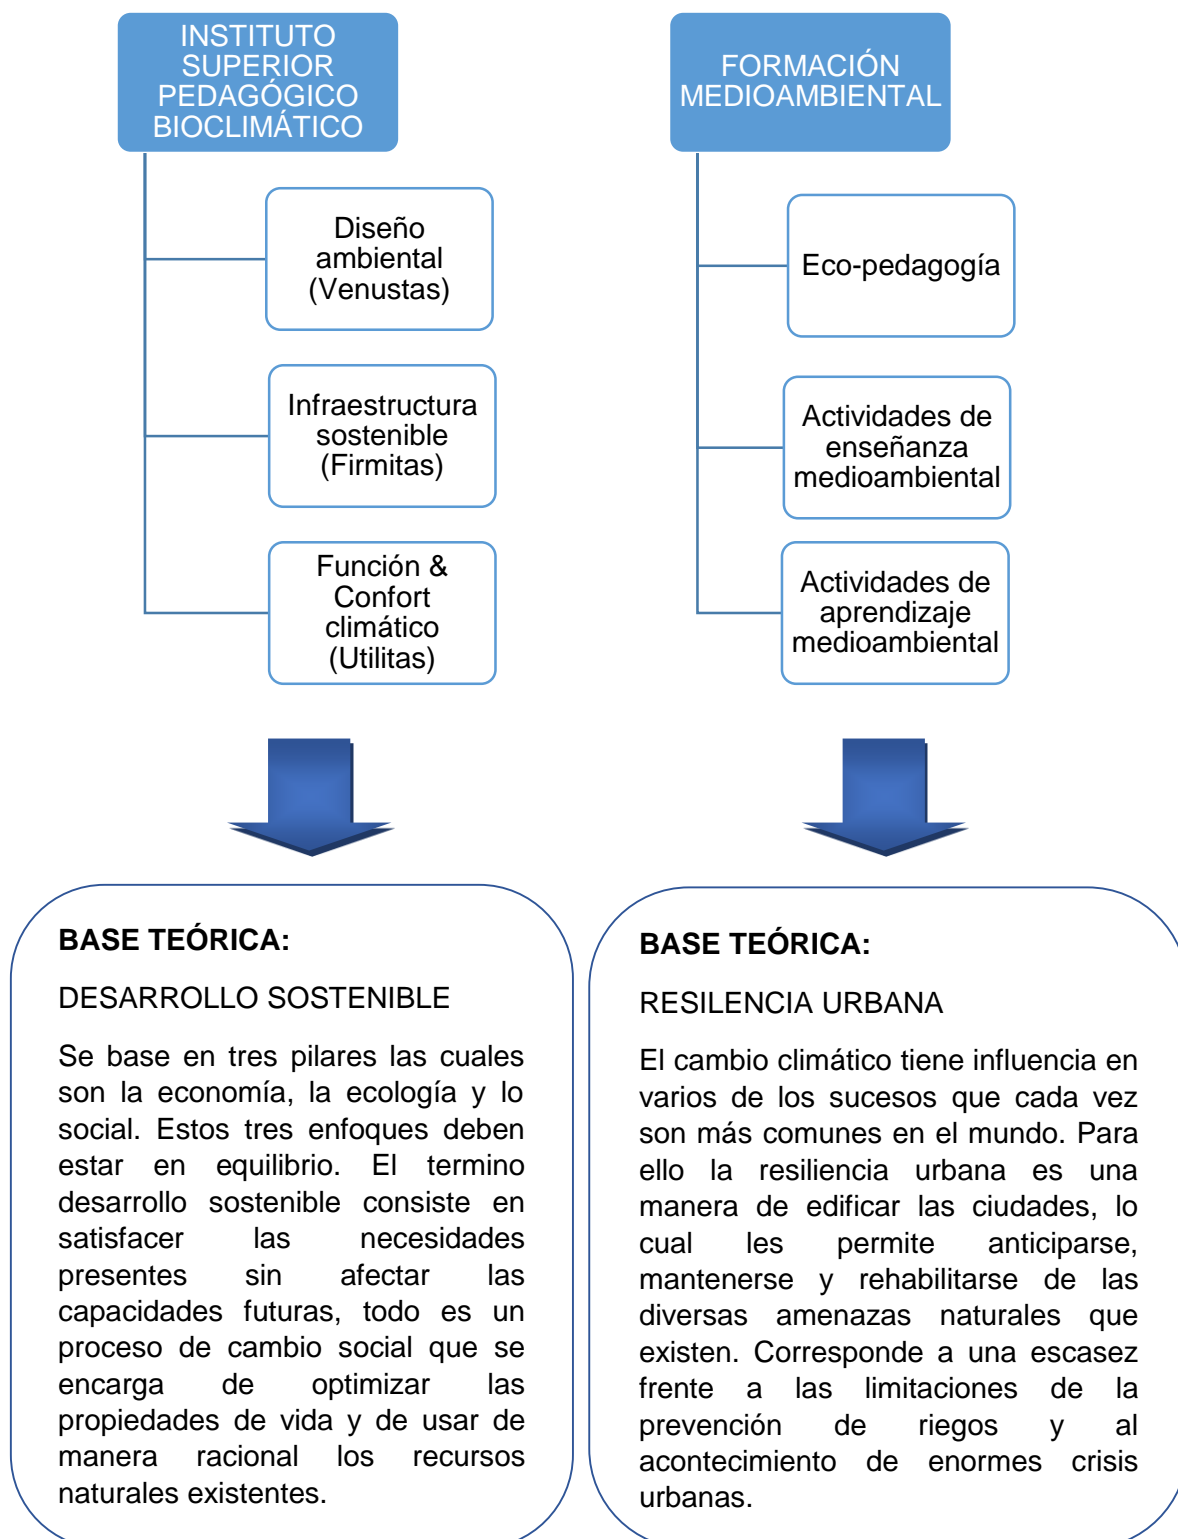 INSTITUTO
SUPERIOR
PEDAGÓGICO
BIOCLIMÁTICO
Diseño
ambiental
(Venustas)
Infraestructura
sostenible
(Firmitas)
Función &
Confort
climático
(Utilitas)
FORMACIÓN
MEDIOAMBIENTAL
Eco-pedagogía
Actividades de
enseñanza
medioambiental
Actividades de
aprendizaje
medioambiental
BASE TEÓRICA:
DESARROLLO SOSTENIBLE
Se base en tres pilares las cuales
son la economía, la ecología y lo
social. Estos tres enfoques deben
estar en equilibrio. El termino
desarrollo sostenible consiste en
satisfacer las necesidades
presentes sin afectar las
capacidades futuras, todo es un
proceso de cambio social que se
encarga de optimizar las
propiedades de vida y de usar de
manera racional los recursos
naturales existentes.
BASE TEÓRICA:
RESILENCIA URBANA
El cambio climático tiene influencia en
varios de los sucesos que cada vez
son más comunes en el mundo. Para
ello la resiliencia urbana es una
manera de edificar las ciudades, lo
cual les permite anticiparse,
mantenerse y rehabilitarse de las
diversas amenazas naturales que
existen. Corresponde a una escasez
frente a las limitaciones de la
prevención de riegos y al
acontecimiento de enormes crisis
urbanas.